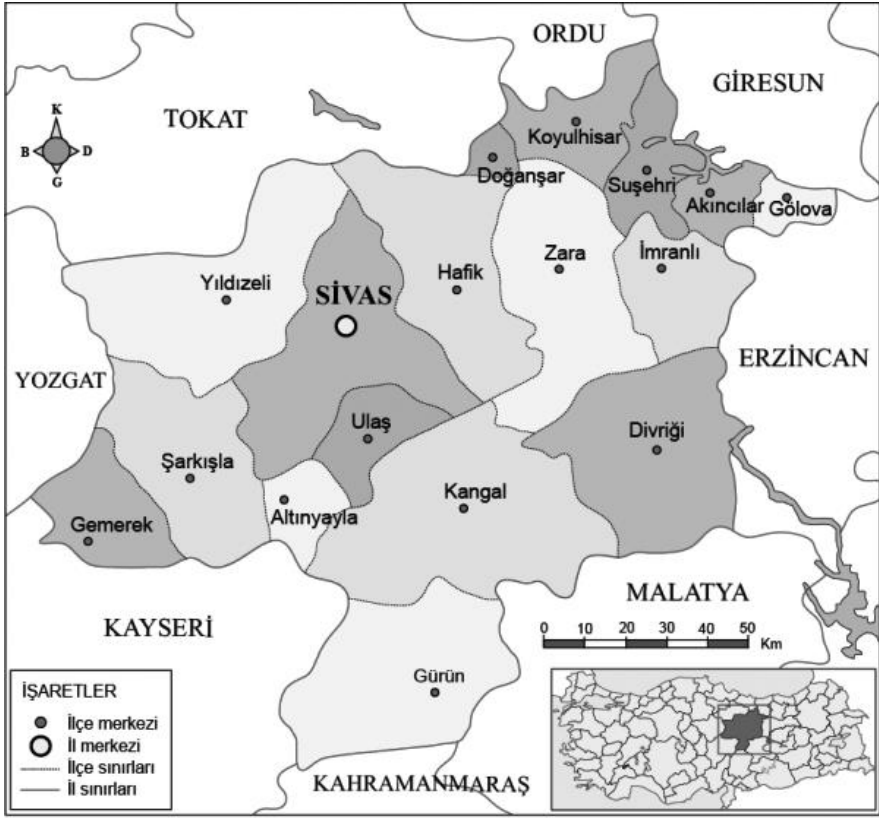 ORDU
GİRESUN
TOKAT
K
B D
G
Koyulhisar
Doğanşar
Suşehri
Akıncılar
Gölova
Yıldızeli
Hafik
Zara
İmranlı
SİVAS
YOZGAT
ERZİNCAN
Ulaş
Divriği
Şarkışla
Altınyayla
Kangal
Gemerek
KAYSERİ
MALATYA
0 10 20 30 40 50
Km
Gürün
İŞARETLER
İlçe merkezi
İl merkezi
İlçe sınırları
İl sınırları
KAHRAMANMARAŞ